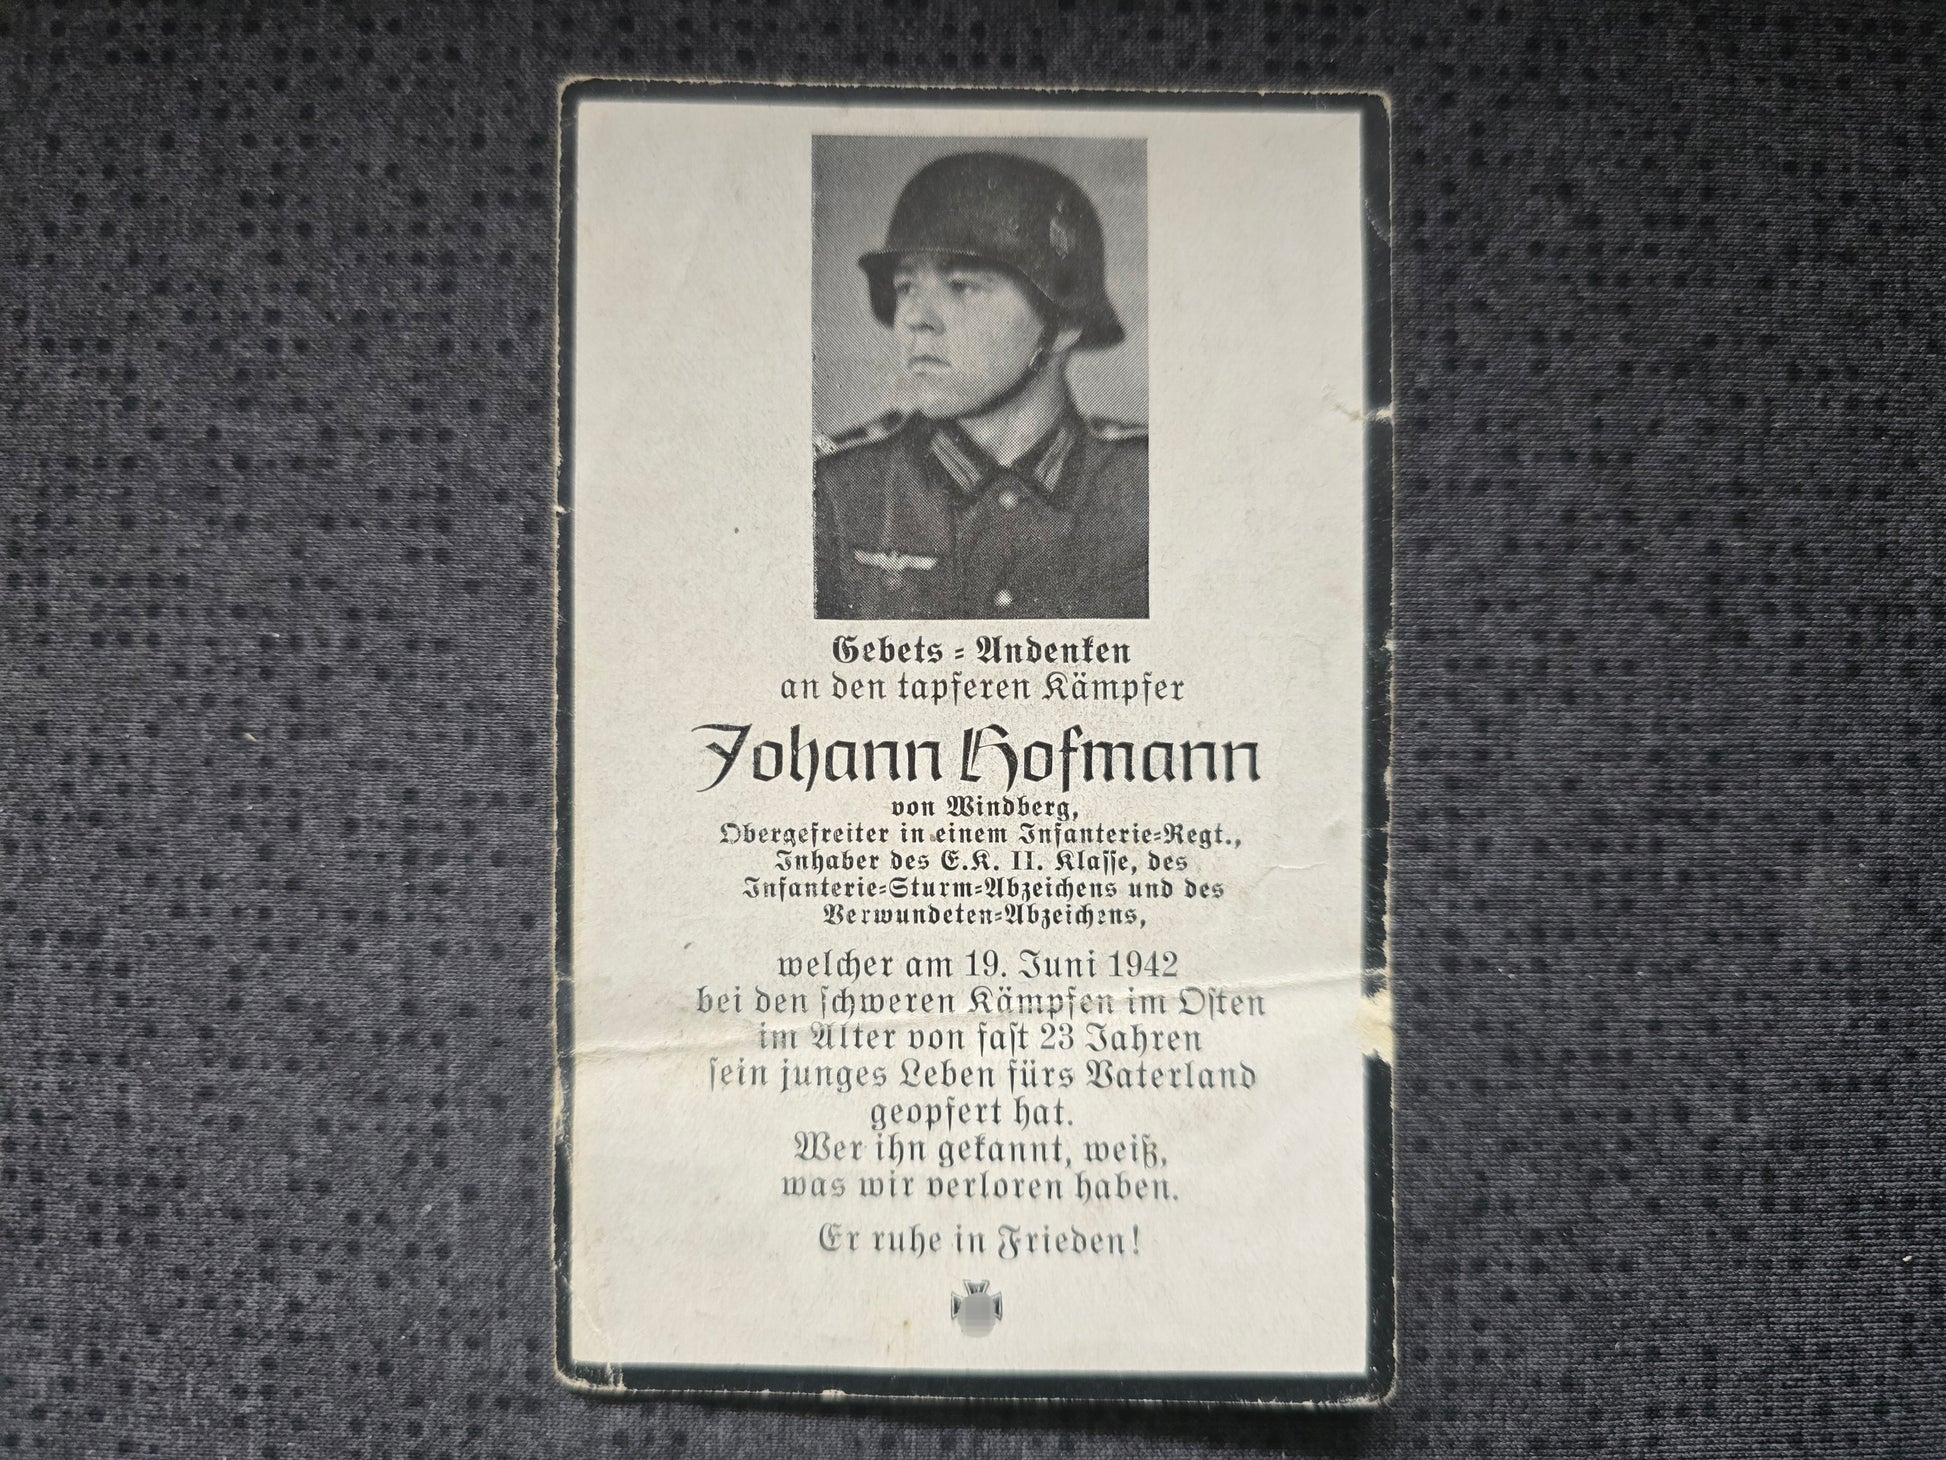 Gebets = Andenken
an den tapferen Kämpfer
Johann Hofmann
von Windberg,
Obergefreiter in einem Infanterie=Regt.,
Inhaber des E.K. II. Klasse, des
Infanterie=Sturm=Abzeichens und des
Verwundeten=Abzeichens,
welcher am 19. Juni 1942
bei den schweren Kämpfen im Osten
im Alter von fast 23 Jahren
sein junges Leben fürs Vaterland
geopfert hat.
Wer ihn gekannt, weiß,
was wir verloren haben.
Er ruhe in Frieden!